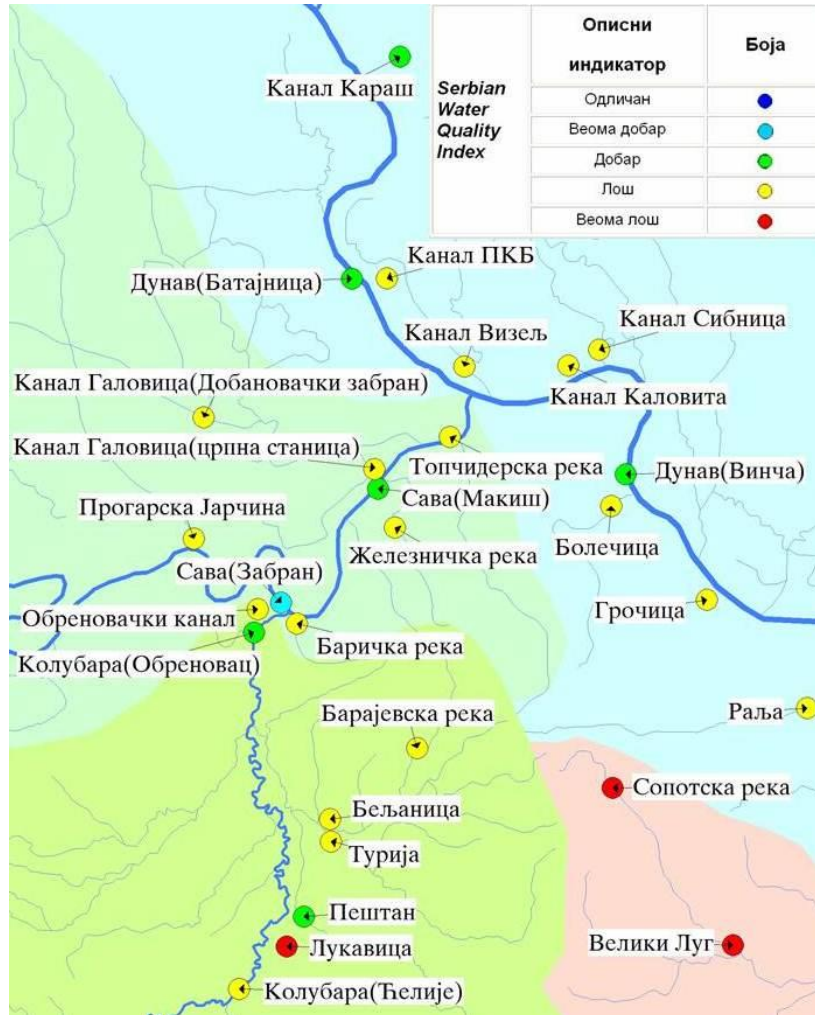 Serbian
Water
Quality
Index
Описни
индикатор
Боја
Одличан
Веома добар
Добар
Лош
Веома лош
Канал Караш
Канал ПКБ
Дунав(Батајница)
Канал Сибница
Канал Визељ
Канал Галовица(Добановачки забран)
Канал Каловита
Канал Галовица(црпна станица)
Топчидерска река
Дунав(Винча)
Сава(Макиш)
Прогарска Јарчина
Болечица
Железничка река
Сава(Забран)
Грочица
Обреновачки канал
Баричка река
Колубара(Обреновац)
Барајевска река
Раља
Сопотска река
Бељаница
Турија
Пештан
Лукавица
Велики Луг
Колубара(Ћелије)